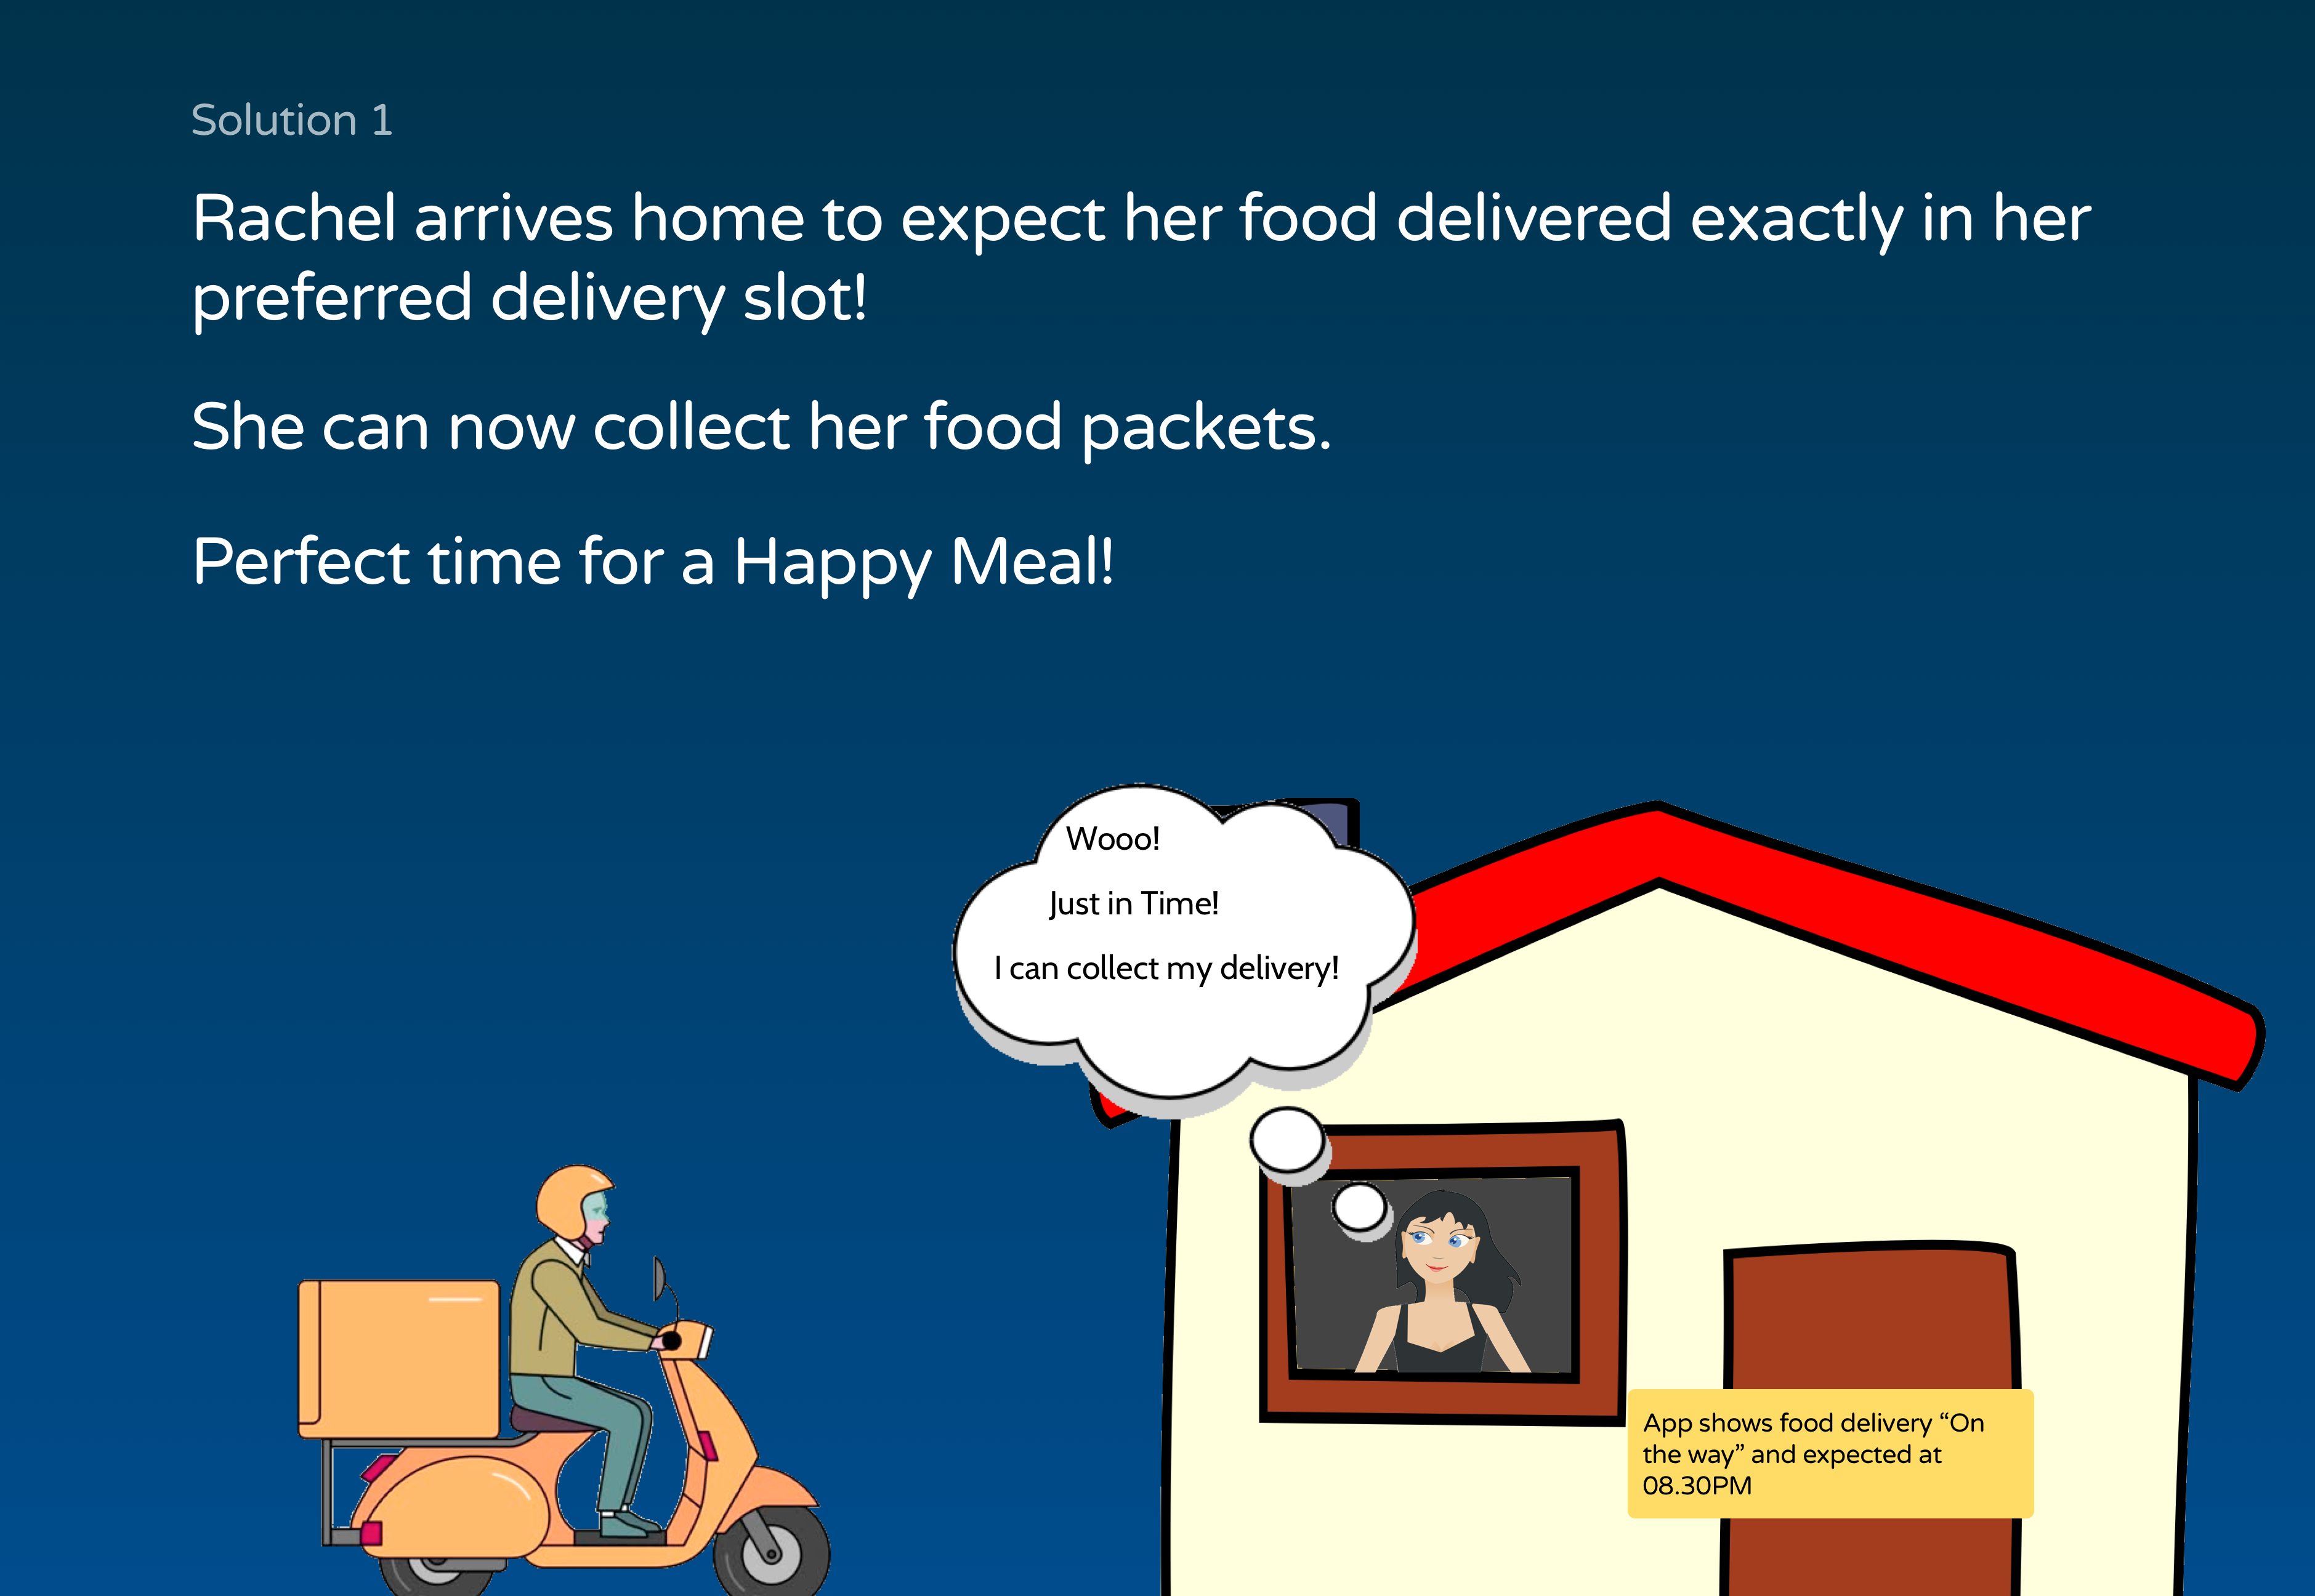 Solution 1
Rachel arrives home to expect her food delivered exactly in her
preferred delivery slot!
She can now collect her food packets.
Perfect time for a Happy Meal!
Wooo!
Just in Time!
I can collect my delivery!
App shows food delivery “On
the way” and expected at
08.30PM